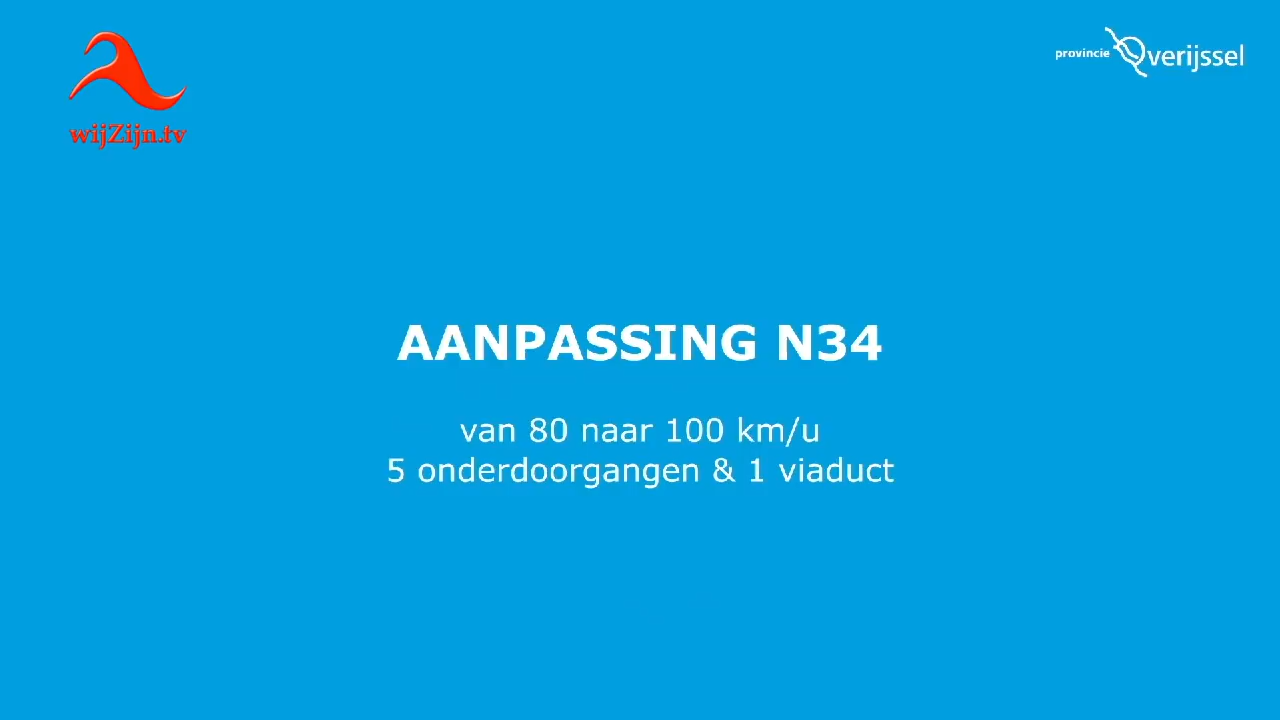 wijZijn.tv
provincie Overijssel
AANPASSING N34
van 80 naar 100 km/u
5 onderdoorgangen & 1 viaduct